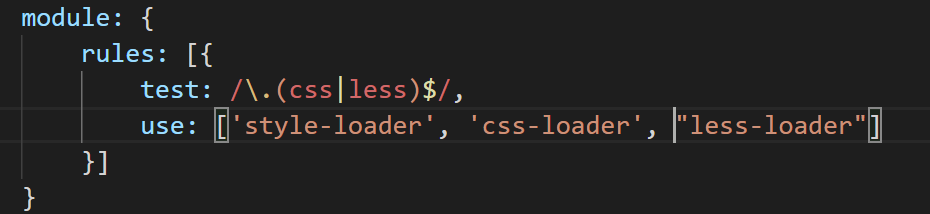 module: {
    rules: [{
        test: /\.(css|less)$/,
        use: ['style-loader', 'css-loader', "less-loader"]
    }]
}